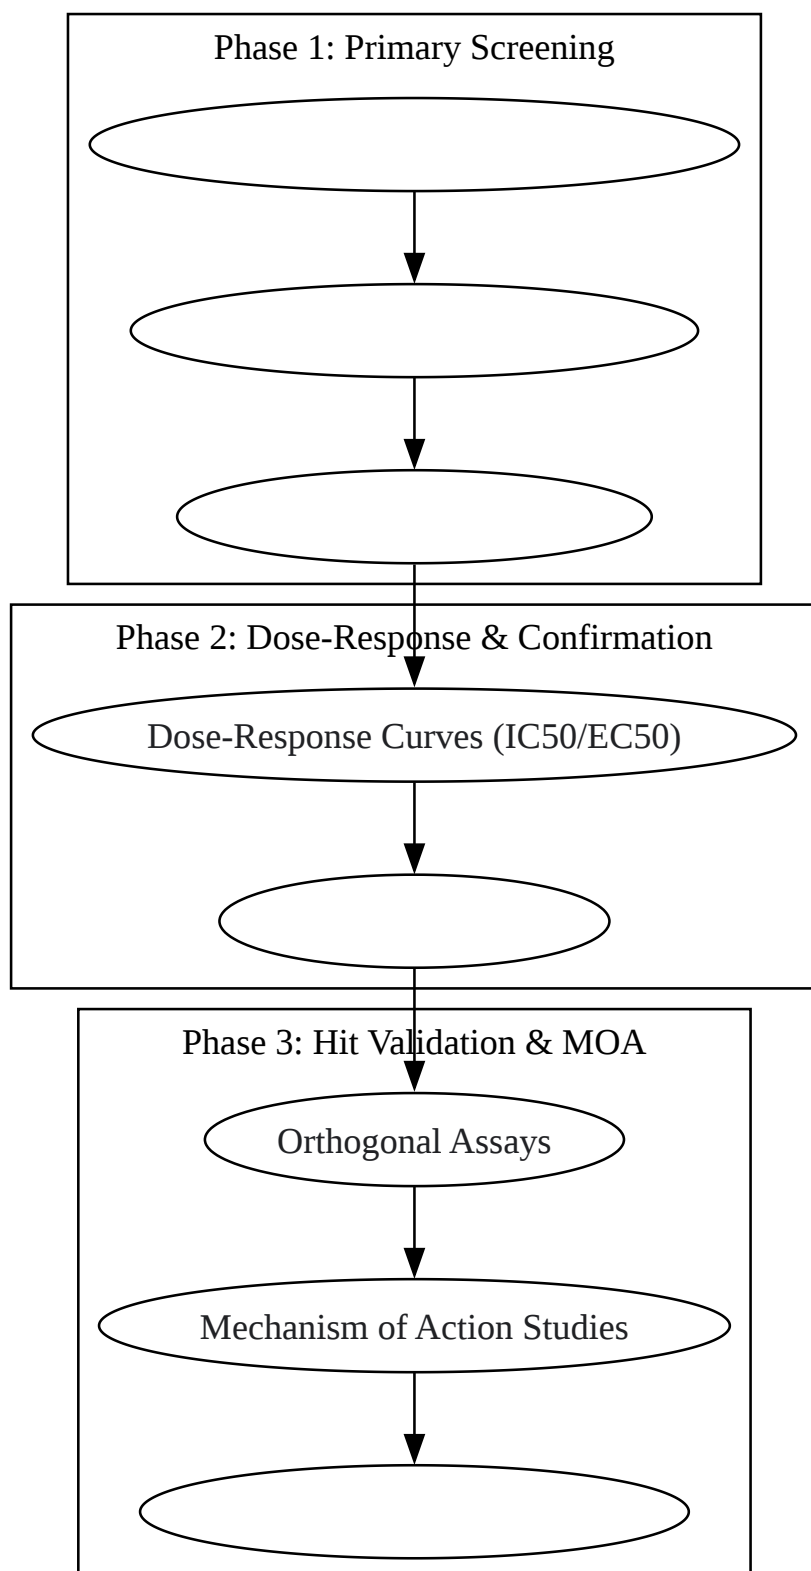 Phase 1: Primary Screening
Phase 2: Dose-Response & Confirmation
Dose-Response Curves (IC50/EC50)
Phase 3: Hit Validation & MOA
Orthogonal Assays
Mechanism of Action Studies